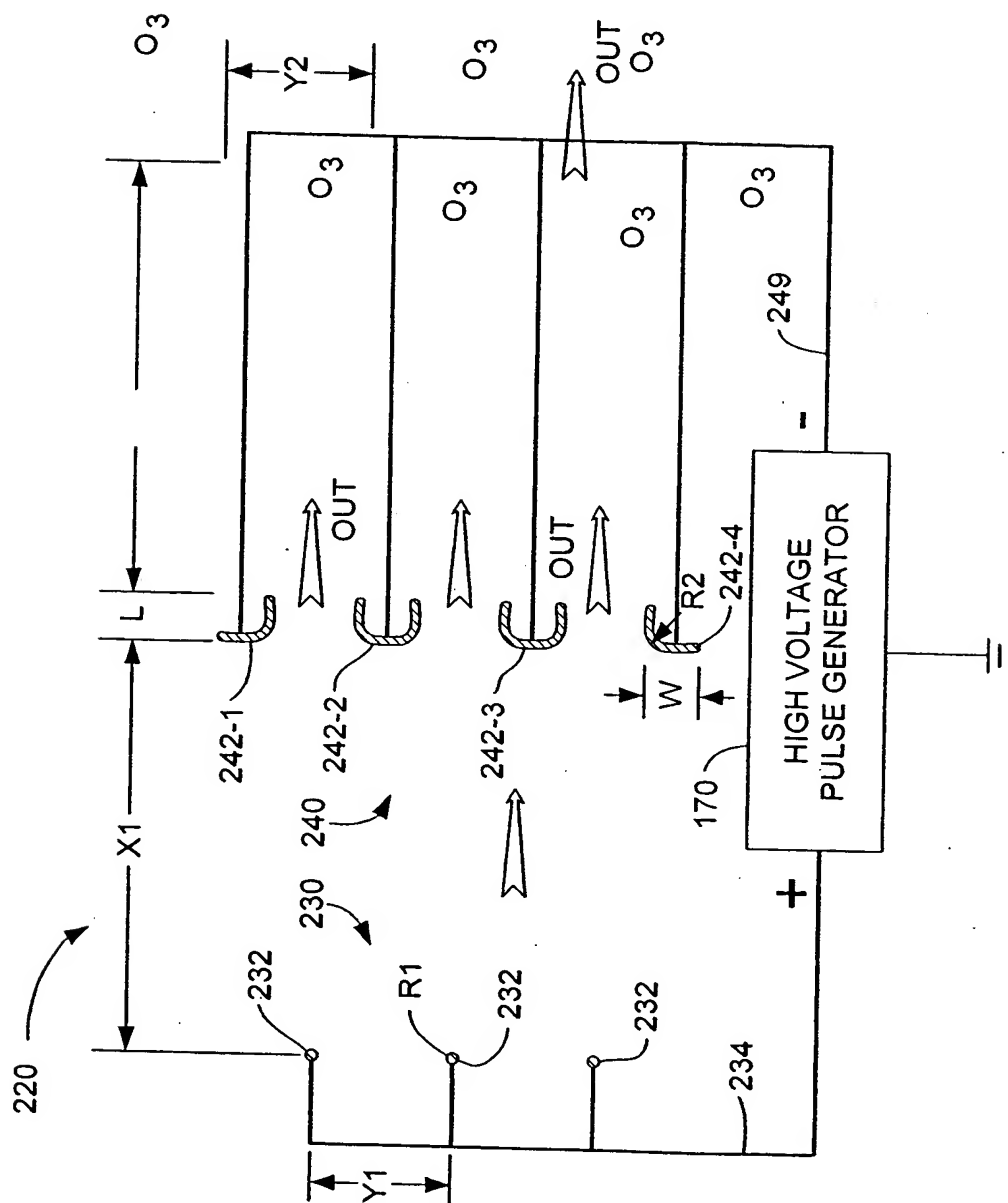 220
X1
L
Y2
O₃
232
230
240
242-1
OUT
O₃
O₃
Y1
R1
232
242-2
O₃
O₃
OUT
232
242-3
OUT
O₃
O₃
W
R2
242-4
234
170
249
+
-
HIGH VOLTAGE
PULSE GENERATOR